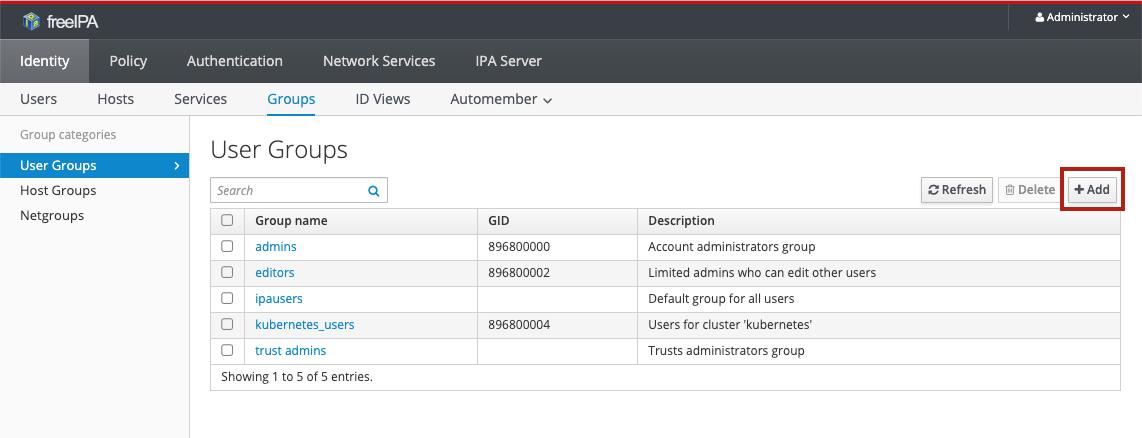 freeIPA
Administrator
Identity Policy Authentication Network Services IPA Server
Users Hosts Services Groups ID Views Automember
Group categories
User Groups
Host Groups
Netgroups
User Groups
Search
Refresh Delete Add
Group name GID Description
admins 896800000 Account administrators group
editors 896800002 Limited admins who can edit other users
ipausers Default group for all users
kubernetes_users 896800004 Users for cluster 'kubernetes'
trust admins Trusts administrators group
Showing 1 to 5 of 5 entries.